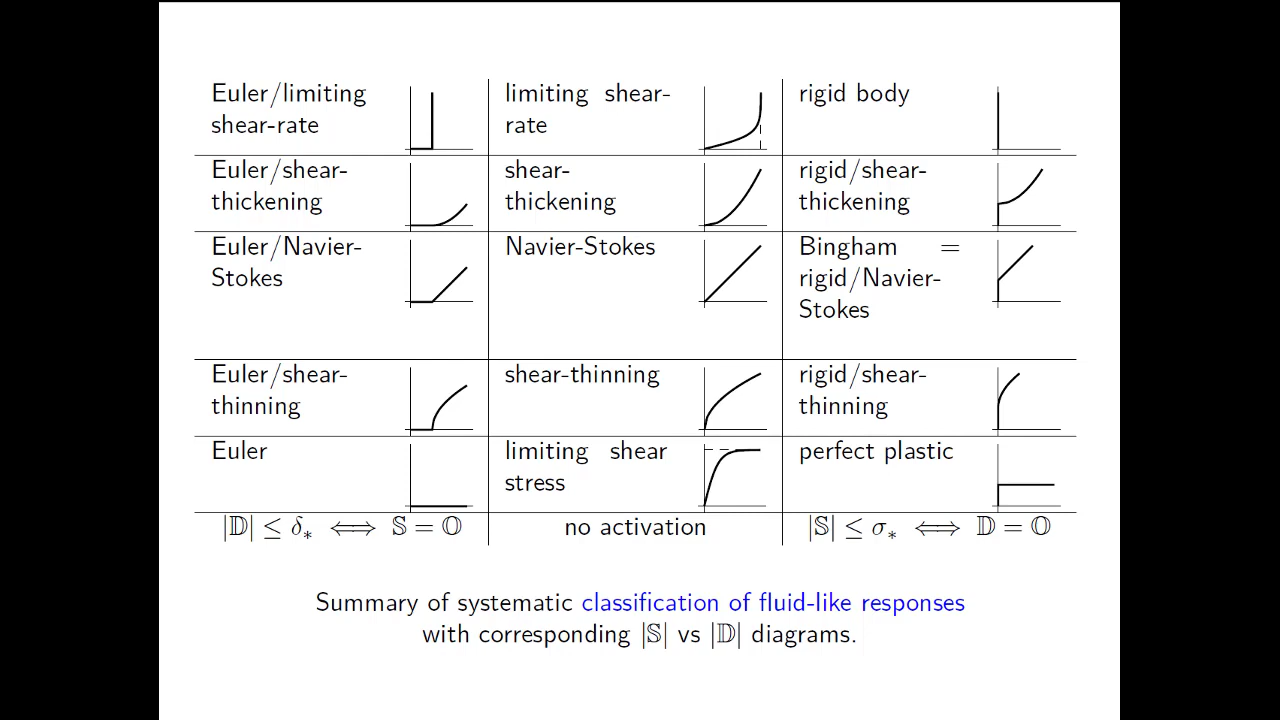 Euler/limiting
shear-rate
limiting shear-
rate
rigid body
Euler/shear-
thickening
shear-
thickening
rigid/shear-
thickening
Euler/Navier-
Stokes
Navier-Stokes
Bingham =
rigid/Navier-
Stokes
Euler/shear-
thinning
shear-thinning
rigid/shear-
thinning
Euler
limiting shear
stress
perfect plastic
|𝔻| ≤ δ* ⟺ 𝕊 = 𝕆
no activation
|𝕊| ≤ σ* ⟺ 𝔻 = 𝕆
Summary of systematic classification of fluid-like responses
with corresponding |𝕊| vs |𝔻| diagrams.